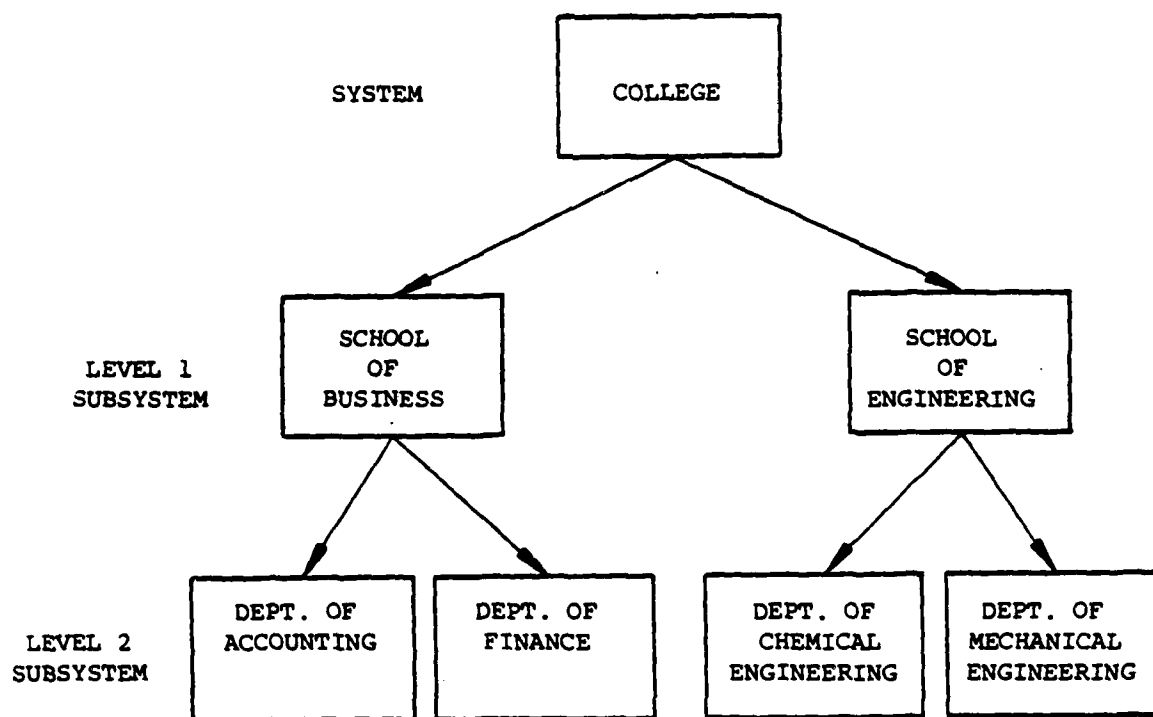 SYSTEM
COLLEGE
LEVEL 1
SUBSYSTEM
SCHOOL
OF
BUSINESS
SCHOOL
OF
ENGINEERING
LEVEL 2
SUBSYSTEM
DEPT. OF
ACCOUNTING
DEPT. OF
FINANCE
DEPT. OF
CHEMICAL
ENGINEERING
DEPT. OF
MECHANICAL
ENGINEERING